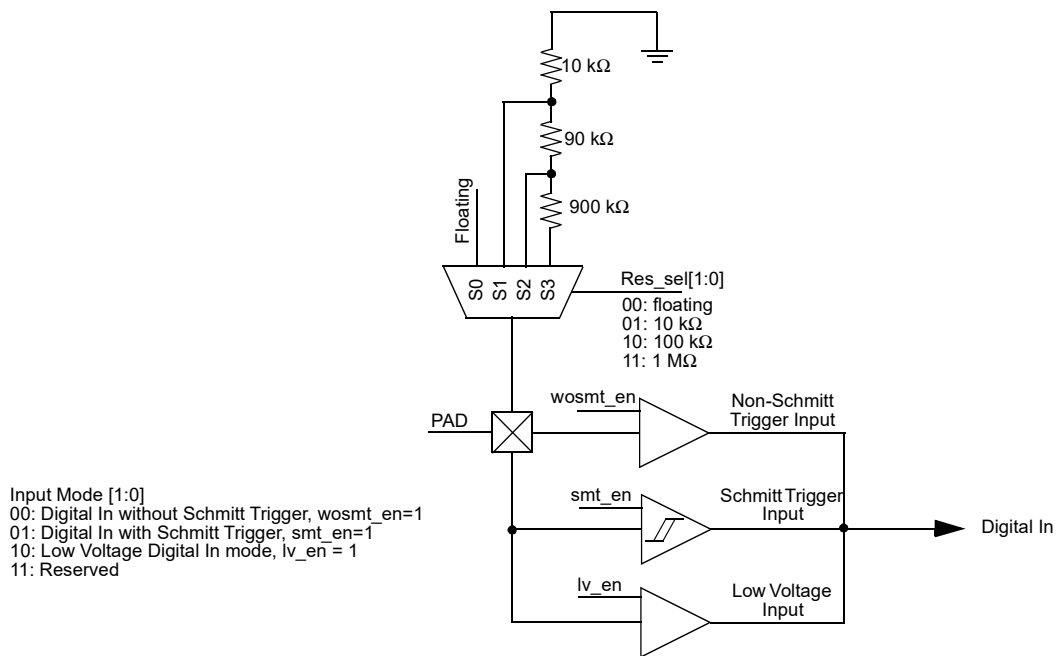 10 kΩ
90 kΩ
900 kΩ
Floating
S0
S1
S2
S3
Res_sel[1:0]
00: floating
01: 10 kΩ
10: 100 kΩ
11: 1 MΩ
PAD
wosmt_en
Non-Schmitt
Trigger Input
Input Mode [1:0]
00: Digital In without Schmitt Trigger, wosmt_en=1
01: Digital In with Schmitt Trigger, smt_en=1
10: Low Voltage Digital In mode, lv_en = 1
11: Reserved
smt_en
Schmitt Trigger
Input
Digital In
lv_en
Low Voltage
Input